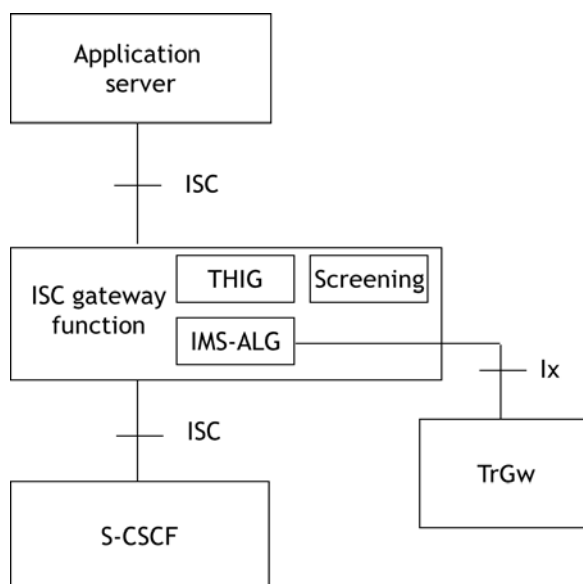 Application
server
ISC
THIG
Screening
ISC gateway
function
IMS-ALG
Ix
ISC
TrGw
S-CSCF